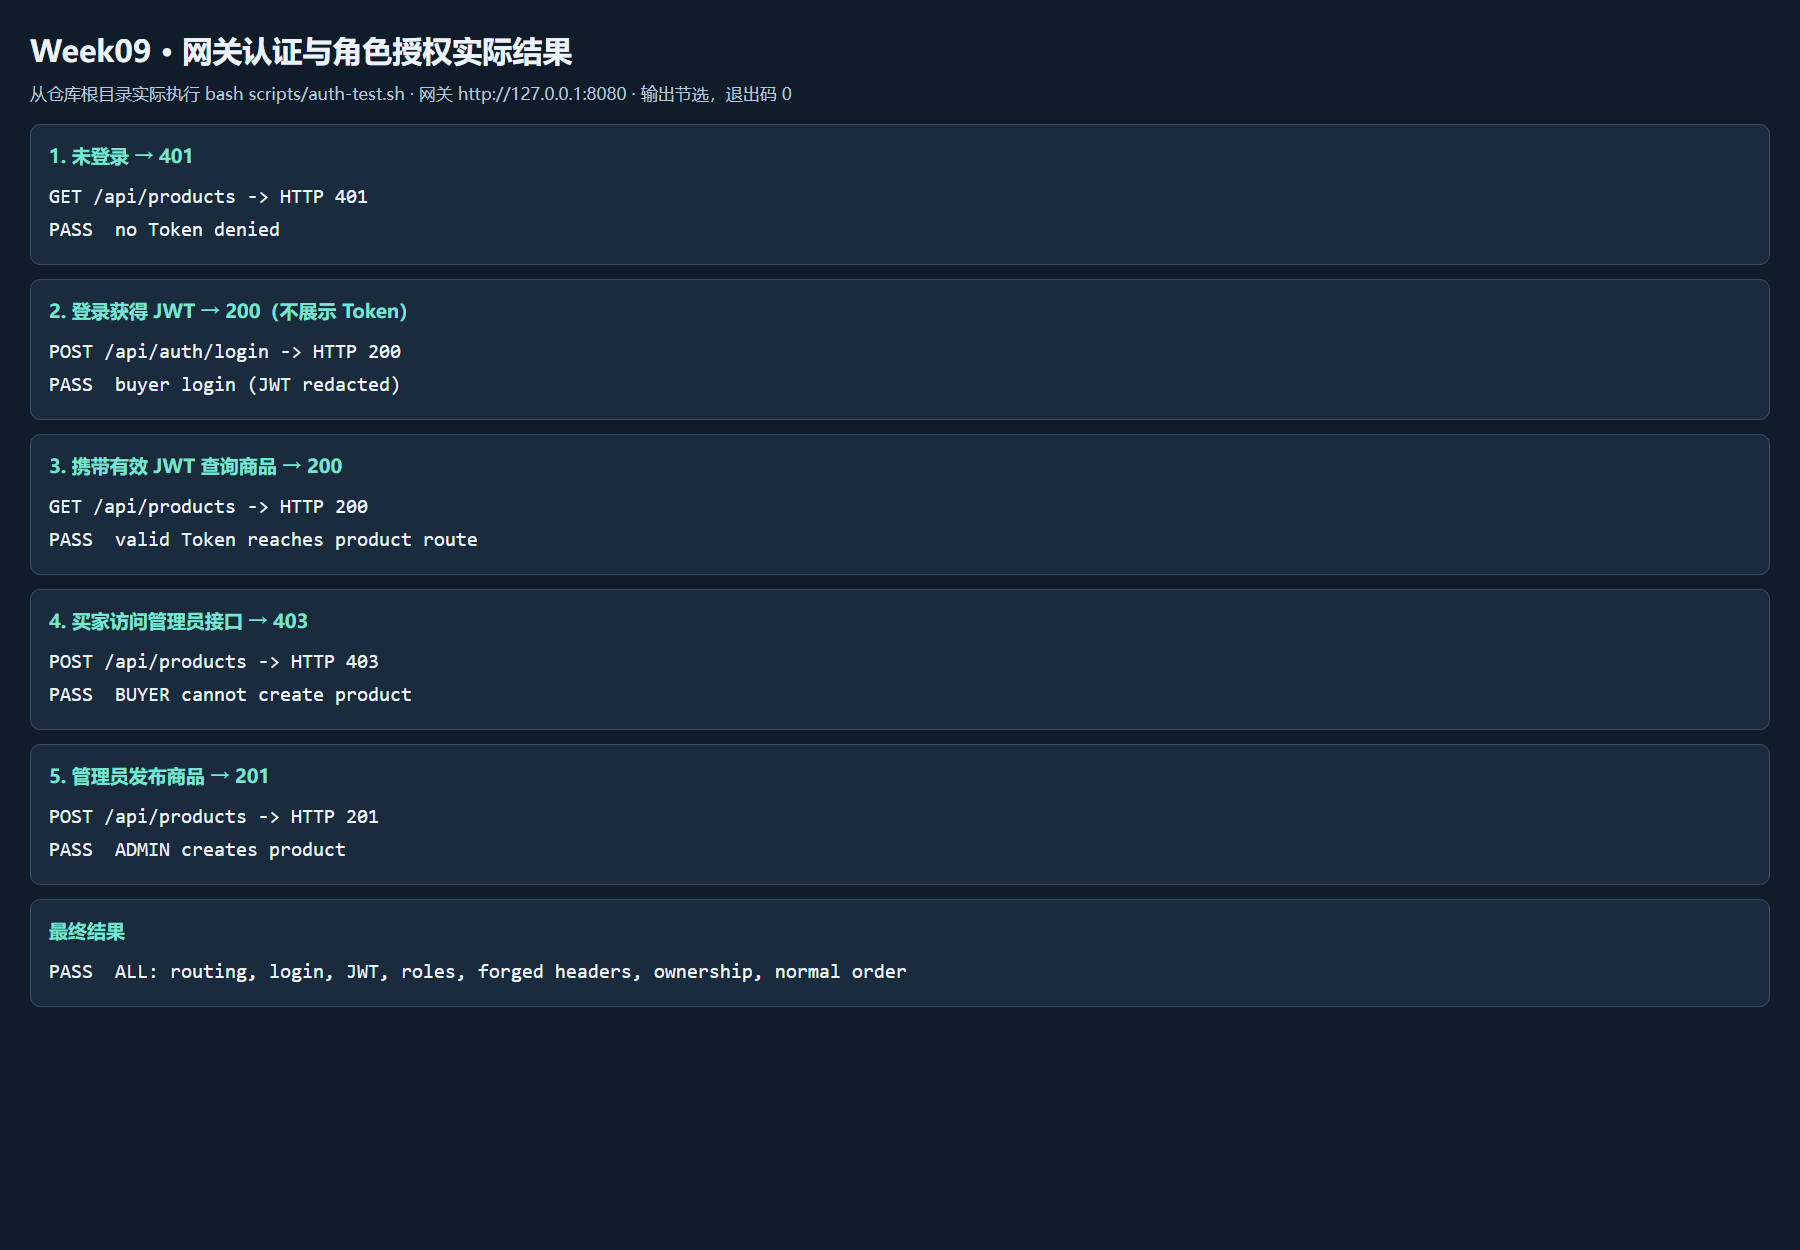 Week09 • 网关认证与角色授权实际结果
从仓库根目录实际执行 bash scripts/auth-test.sh · 网关 http://127.0.0.1:8080 · 输出节选，退出码 0
1. 未登录 → 401
GET /api/products -> HTTP 401
PASS  no Token denied
2. 登录获得 JWT → 200（不展示 Token）
POST /api/auth/login -> HTTP 200
PASS  buyer login (JWT redacted)
3. 携带有效 JWT 查询商品 → 200
GET /api/products -> HTTP 200
PASS  valid Token reaches product route
4. 买家访问管理员接口 → 403
POST /api/products -> HTTP 403
PASS  BUYER cannot create product
5. 管理员发布商品 → 201
POST /api/products -> HTTP 201
PASS  ADMIN creates product
最终结果
PASS  ALL: routing, login, JWT, roles, forged headers, ownership, normal order